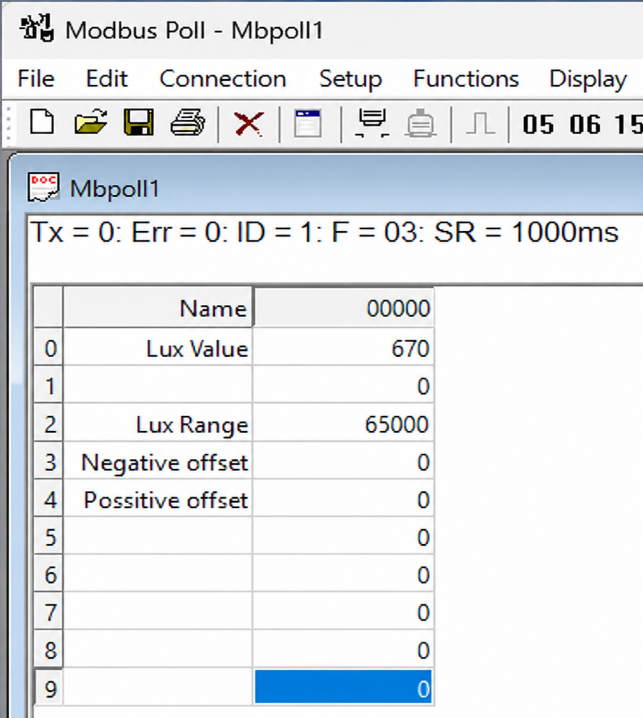 Modbus Poll - Mbpoll1
File Edit Connection Setup Functions Display
05 06 15
DOC Mbpoll1
Tx = 0: Err = 0: ID = 1: F = 03: SR = 1000ms
Name 00000
0 Lux Value 670
1 0
2 Lux Range 65000
3 Negative offset 0
4 Possitive offset 0
5 0
6 0
7 0
8 0
9 0